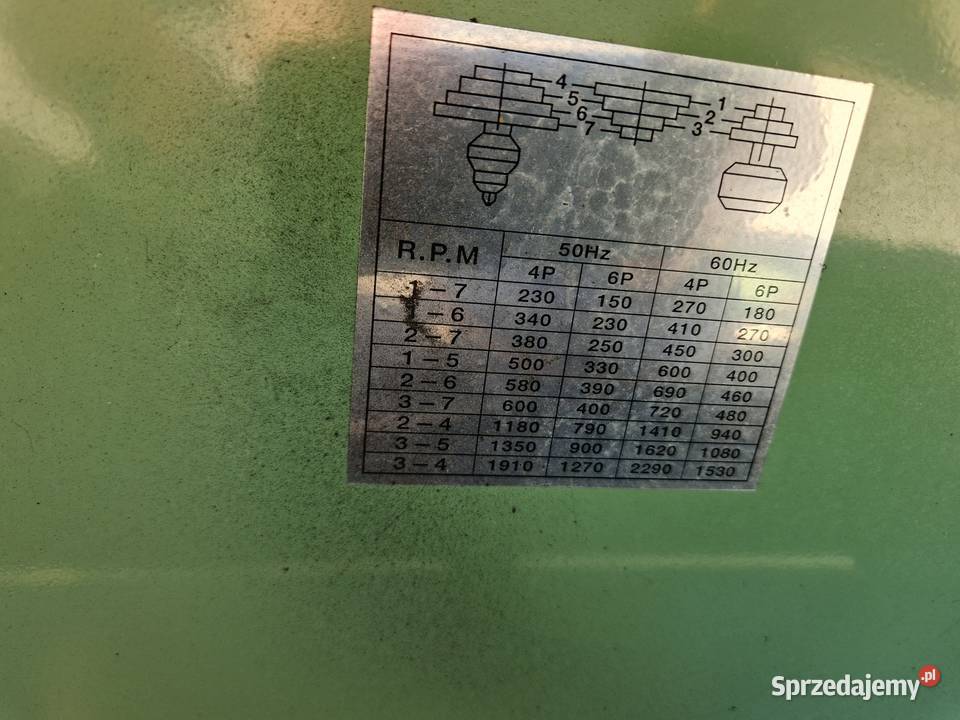 4
5
6
7
1
2
3
R.P.M 50Hz 60Hz
4P 6P 4P 6P
1-7 230 150 270 180
1-6 340 230 410 270
2-7 380 250 450 300
1-5 500 330 600 400
2-6 580 390 690 460
3-7 600 400 720 480
2-4 1180 790 1410 940
3-5 1350 900 1620 1080
3-4 1910 1270 2290 1530
Sprzedajemy.pl